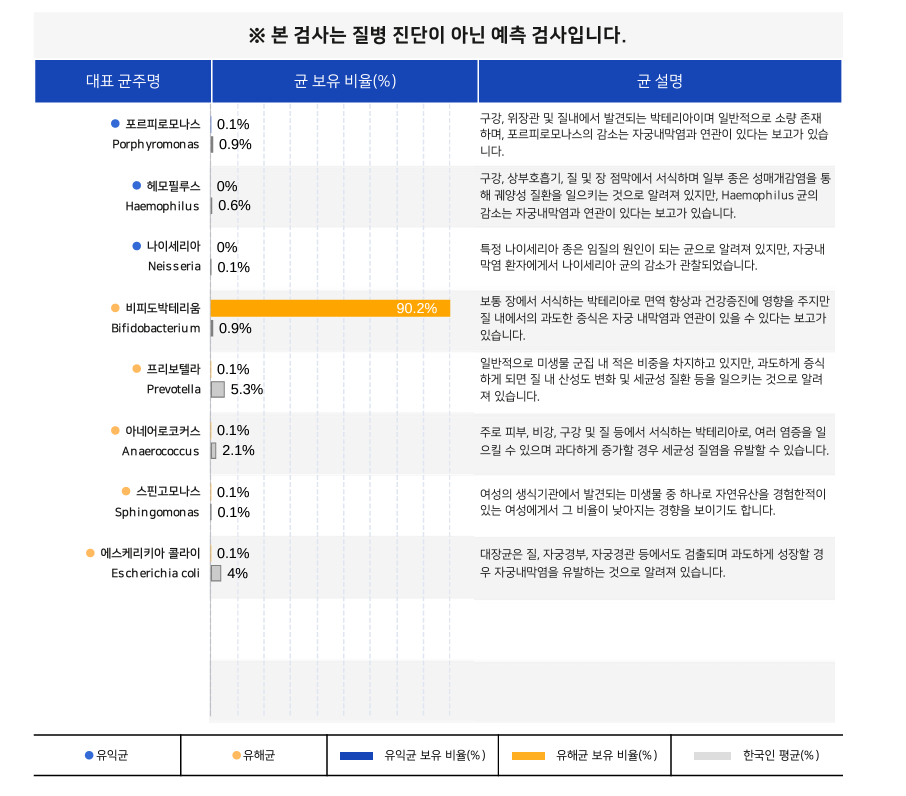 ※ 본 검사는 질병 진단이 아닌 예측 검사입니다.
대표 균주명
균 보유 비율(%)
균 설명
포르피로모나스
Porphyromonas
0.1%
0.9%
구강, 위장관 및 질내에서 발견되는 박테리아이며 일반적으로 소량 존재
하며, 포르피로모나스의 감소는 자궁내막염과 연관이 있다는 보고가 있습
니다.
헤모필루스
Haemophilus
0%
0.6%
구강, 상부호흡기, 질 및 장 점막에서 서식하며 일부 종은 성매개감염을 통
해 궤양성 질환을 일으키는 것으로 알려져 있지만, Haemophilus 균의
감소는 자궁내막염과 연관이 있다는 보고가 있습니다.
나이세리아
Neisseria
0%
0.1%
특정 나이세리아 종은 임질의 원인이 되는 균으로 알려져 있지만, 자궁내
막염 환자에게서 나이세리아 균의 감소가 관찰되었습니다.
비피도박테리움
Bifidobacterium
90.2%
0.9%
보통 장에서 서식하는 박테리아로 면역 향상과 건강증진에 영향을 주지만
질 내에서의 과도한 증식은 자궁 내막염과 연관이 있을 수 있다는 보고가
있습니다.
프리보텔라
Prevotella
0.1%
5.3%
일반적으로 미생물 군집 내 적은 비중을 차지하고 있지만, 과도하게 증식
하게 되면 질 내 산성도 변화 및 세균성 질환 등을 일으키는 것으로 알려
져 있습니다.
아네어로코커스
Anaerococcus
0.1%
2.1%
주로 피부, 비강, 구강 및 질 등에서 서식하는 박테리아로, 여러 염증을 일
으킬 수 있으며 과다하게 증가할 경우 세균성 질염을 유발할 수 있습니다.
스핀고모나스
Sphingomonas
0.1%
0.1%
여성의 생식기관에서 발견되는 미생물 중 하나로 자연유산을 경험한적이
있는 여성에게서 그 비율이 낮아지는 경향을 보이기도 합니다.
에스케리키아 콜라이
Escherichia coli
0.1%
4%
대장균은 질, 자궁경부, 자궁경관 등에서도 검출되며 과도하게 성장할 경
우 자궁내막염을 유발하는 것으로 알려져 있습니다.
유익균
유해균
유익균 보유 비율(%)
유해균 보유 비율(%)
한국인 평균(%)